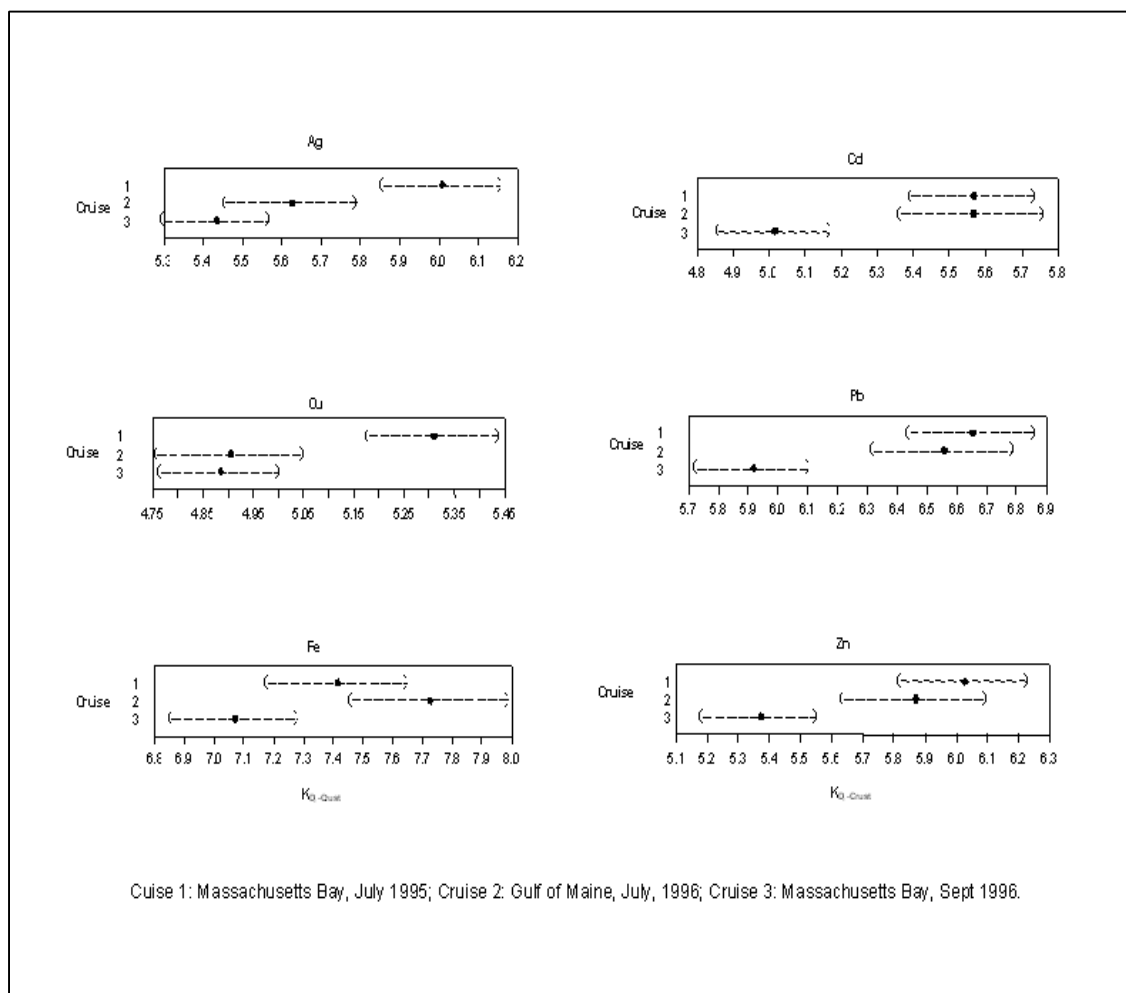 Ag
1
Cruise 2
3
5.3 5.4 5.5 5.6 5.7 5.8 5.9 6.0 6.1 6.2
Cd
1
Cruise 2
3
4.8 4.9 5.0 5.1 5.2 5.3 5.4 5.5 5.6 5.7 5.8
Cu
1
Cruise 2
3
4.75 4.85 4.95 5.05 5.15 5.25 5.35 5.45
Pb
1
Cruise 2
3
5.7 5.8 5.9 6.0 6.1 6.2 6.3 6.4 6.5 6.6 6.7 6.8 6.9
Fe
1
Cruise 2
3
6.8 6.9 7.0 7.1 7.2 7.3 7.4 7.5 7.6 7.7 7.8 7.9 8.0
KD-Crust
Zn
1
Cruise 2
3
5.1 5.2 5.3 5.4 5.5 5.6 5.7 5.8 5.9 6.0 6.1 6.2 6.3
KD-Crust
Cuise 1: Massachusetts Bay, July 1995; Cruise 2: Gulf of Maine, July, 1996; Cruise 3: Massachusetts Bay, Sept 1996.